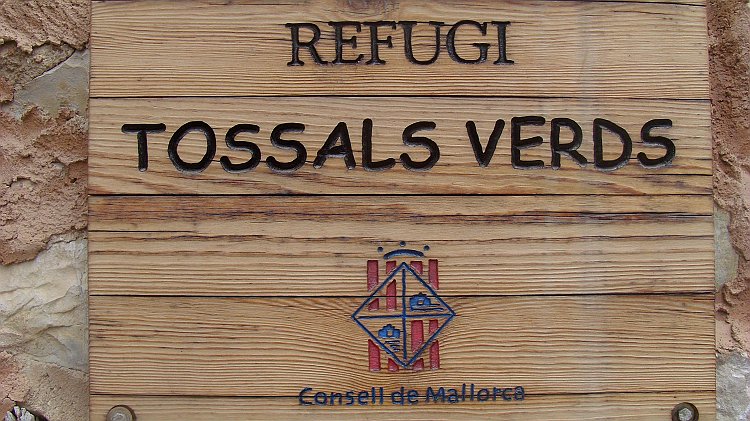 REFUGI
TOSSALS VERDS
Consell de Mallorca